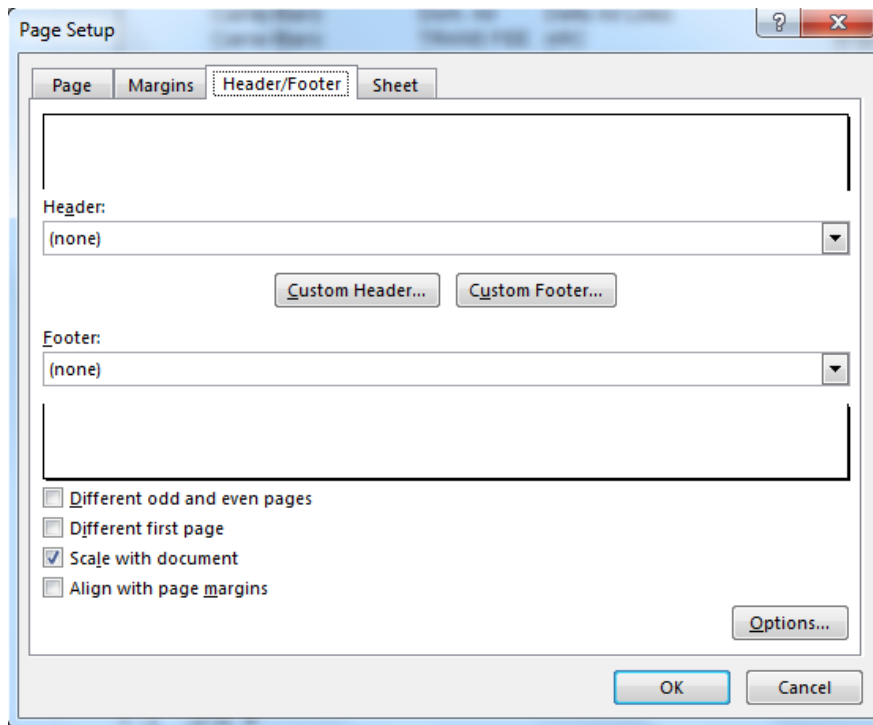 Page Setup
Page Margins Header/Footer Sheet
Header:
(none)
Custom Header... Custom Footer...
Footer:
(none)
Different odd and even pages
Different first page
Scale with document
Align with page margins
Options...
OK Cancel